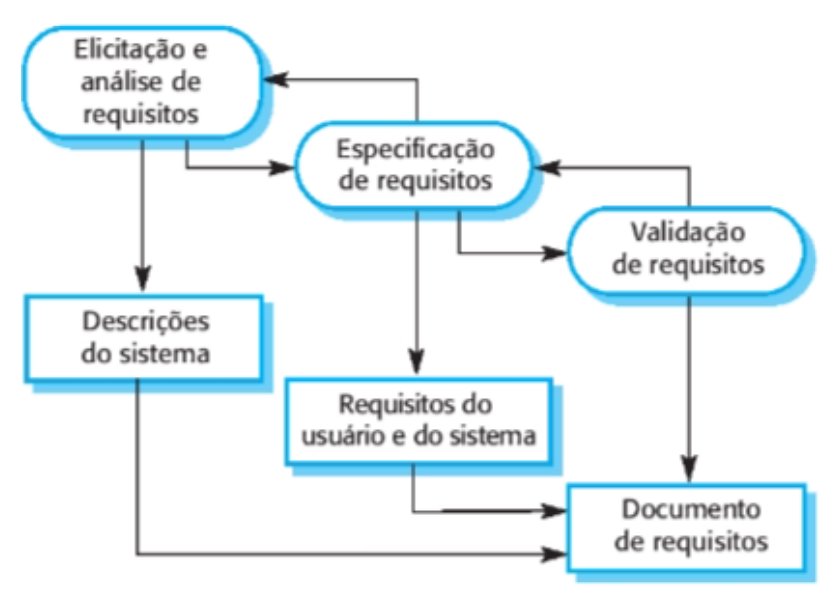 Elicitação e
análise de
requisitos
Especificação
de requisitos
Validação
de requisitos
Descrições
do sistema
Requisitos do
usuário e do sistema
Documento
de requisitos